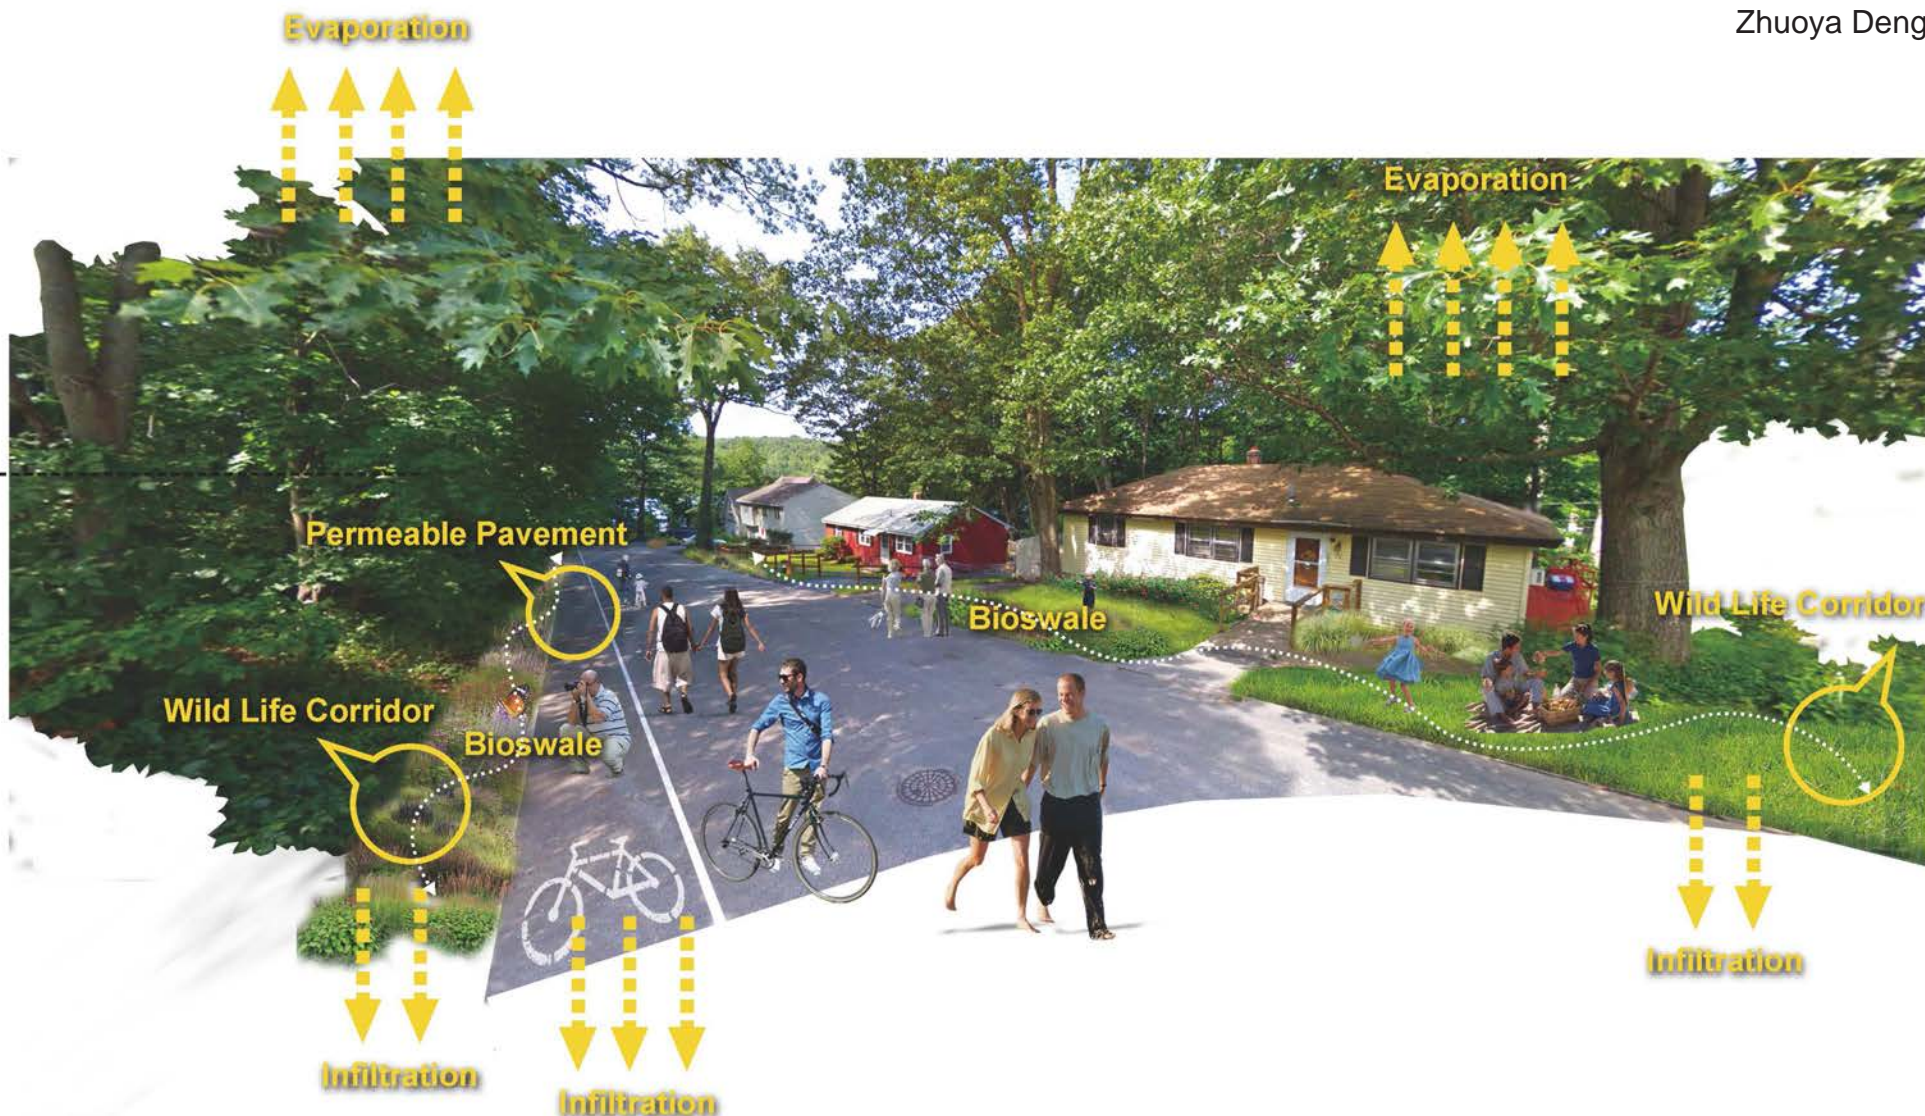 Zhuoya Deng
Evaporation
Evaporation
Permeable Pavement
Bioswale
Wild Life Corridor
Wild Life Corridor
Bioswale
Infiltration
Infiltration
Infiltration